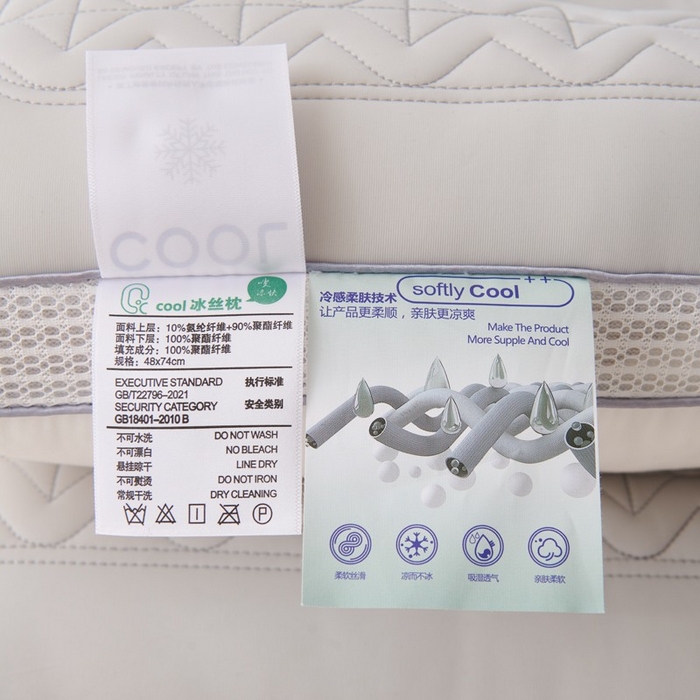 COOL
cool 冰丝枕
面料上层：10%氨纶纤维+90%聚酯纤维
面料下层：100%聚酯纤维
填充成分：100%聚酯纤维
规格：48x74cm
EXECUTIVE STANDARD 执行标准
GB/T22796-2021
SECURITY CATEGORY 安全类别
GB18401-2010 B
不可水洗 DO NOT WASH
不可漂白 NO BLEACH
悬挂晾干 LINE DRY
不可熨烫 DO NOT IRON
常规干洗 DRY CLEANING
P
softly Cool ++
冷感柔肤技术
让产品更柔顺，亲肤更凉爽
Make The Product
More Supple And Cool
柔软丝滑
凉而不冰
吸湿透气
亲肤柔软